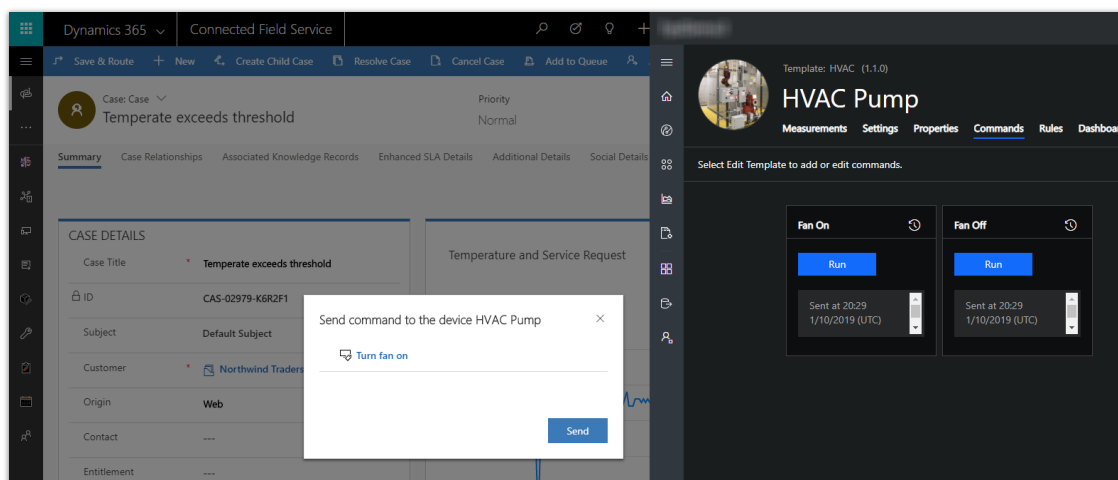 Dynamics 365
Connected Field Service
Save & Route
New
Create Child Case
Resolve Case
Cancel Case
Add to Queue
Case: Case
Temperate exceeds threshold
Priority
Normal
Summary
Case Relationships
Associated Knowledge Records
Enhanced SLA Details
Additional Details
Social Details
CASE DETAILS
Case Title
*
Temperate exceeds threshold
ID
CAS-02979-K6R2F1
Subject
Default Subject
Customer
*
Northwind Traders
Origin
Web
Contact
---
Entitlement
---
Temperature and Service Request
Send command to the device HVAC Pump
Turn fan on
Send
Template: HVAC (1.1.0)
HVAC Pump
Measurements
Settings
Properties
Commands
Rules
Dashboar
Select Edit Template to add or edit commands.
Fan On
Run
Sent at 20:29
1/10/2019 (UTC)
Fan Off
Run
Sent at 20:29
1/10/2019 (UTC)